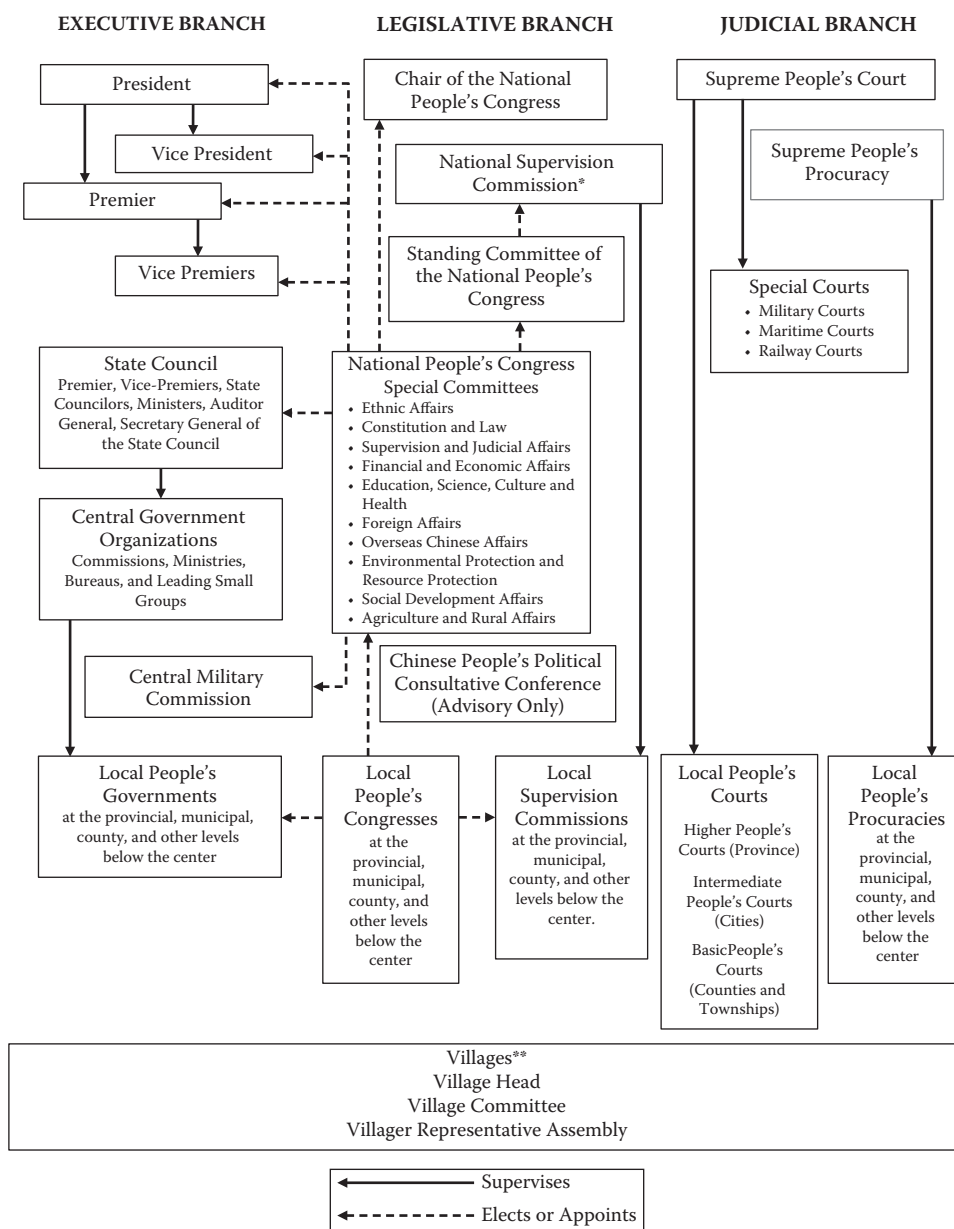 EXECUTIVE BRANCH
President
Vice President
Premier
Vice Premiers
State Council
Premier, Vice-Premiers, State
Councilors, Ministers, Auditor
General, Secretary General of
the State Council
Central Government
Organizations
Commissions, Ministries,
Bureaus, and Leading Small
Groups
Central Military
Commission
Local People’s
Governments
at the provincial, municipal,
county, and other levels
below the center
LEGISLATIVE BRANCH
Chair of the National
People’s Congress
National Supervision
Commission*
Standing Committee of
the National People’s
Congress
National People’s Congress
Special Committees
• Ethnic Affairs
• Constitution and Law
• Supervision and Judicial Affairs
• Financial and Economic Affairs
• Education, Science, Culture and
Health
• Foreign Affairs
• Overseas Chinese Affairs
• Environmental Protection and
Resource Protection
• Social Development Affairs
• Agriculture and Rural Affairs
Chinese People’s Political
Consultative Conference
(Advisory Only)
Local
People’s
Congresses
at the
provincial,
municipal,
county, and
other levels
below the
center
Local
Supervision
Commissions
at the provincial,
municipal,
county, and other
levels below the
center.
JUDICIAL BRANCH
Supreme People’s Court
Supreme People’s
Procuracy
Special Courts
• Military Courts
• Maritime Courts
• Railway Courts
Local People’s
Courts
Higher People’s
Courts (Province)
Intermediate
People’s Courts
(Cities)
BasicPeople’s
Courts
(Counties and
Townships)
Local
People’s
Procuracies
at the
provincial,
municipal,
county, and
other levels
below the
center
Villages**
Village Head
Village Committee
Villager Representative Assembly
Supervises
Elects or Appoints